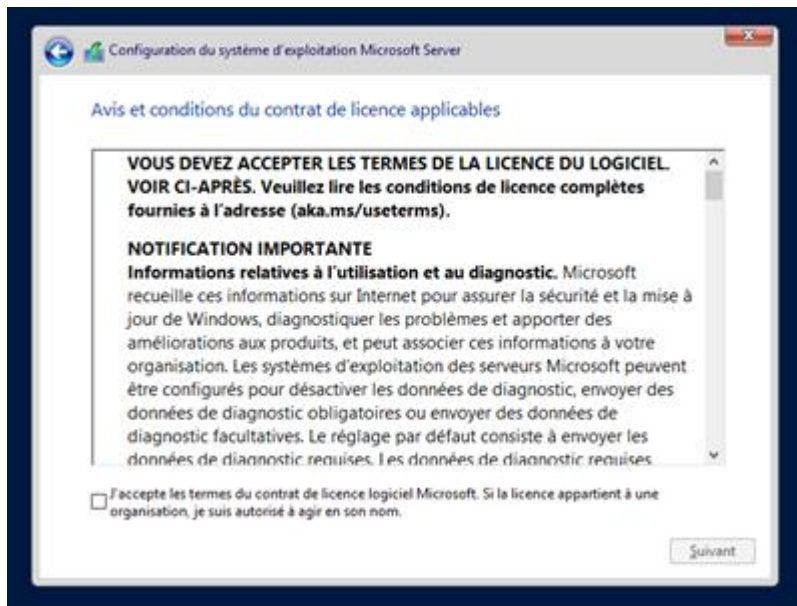 Configuration du système d'exploitation Microsoft Server
Avis et conditions du contrat de licence applicables
VOUS DEVEZ ACCEPTER LES TERMES DE LA LICENCE DU LOGICIEL.
VOIR CI-APRÈS. Veuillez lire les conditions de licence complètes
fournies à l'adresse (aka.ms/useterms).
NOTIFICATION IMPORTANTE
Informations relatives à l'utilisation et au diagnostic. Microsoft
recueille ces informations sur Internet pour assurer la sécurité et la mise à
jour de Windows, diagnostiquer les problèmes et apporter des
améliorations aux produits, et peut associer ces informations à votre
organisation. Les systèmes d'exploitation des serveurs Microsoft peuvent
être configurés pour désactiver les données de diagnostic, envoyer des
données de diagnostic obligatoires ou envoyer des données de
diagnostic facultatives. Le réglage par défaut consiste à envoyer les
données de diagnostic requises. Les données de diagnostic requises
J'accepte les termes du contrat de licence logiciel Microsoft. Si la licence appartient à une
organisation, je suis autorisé à agir en son nom.
Suivant